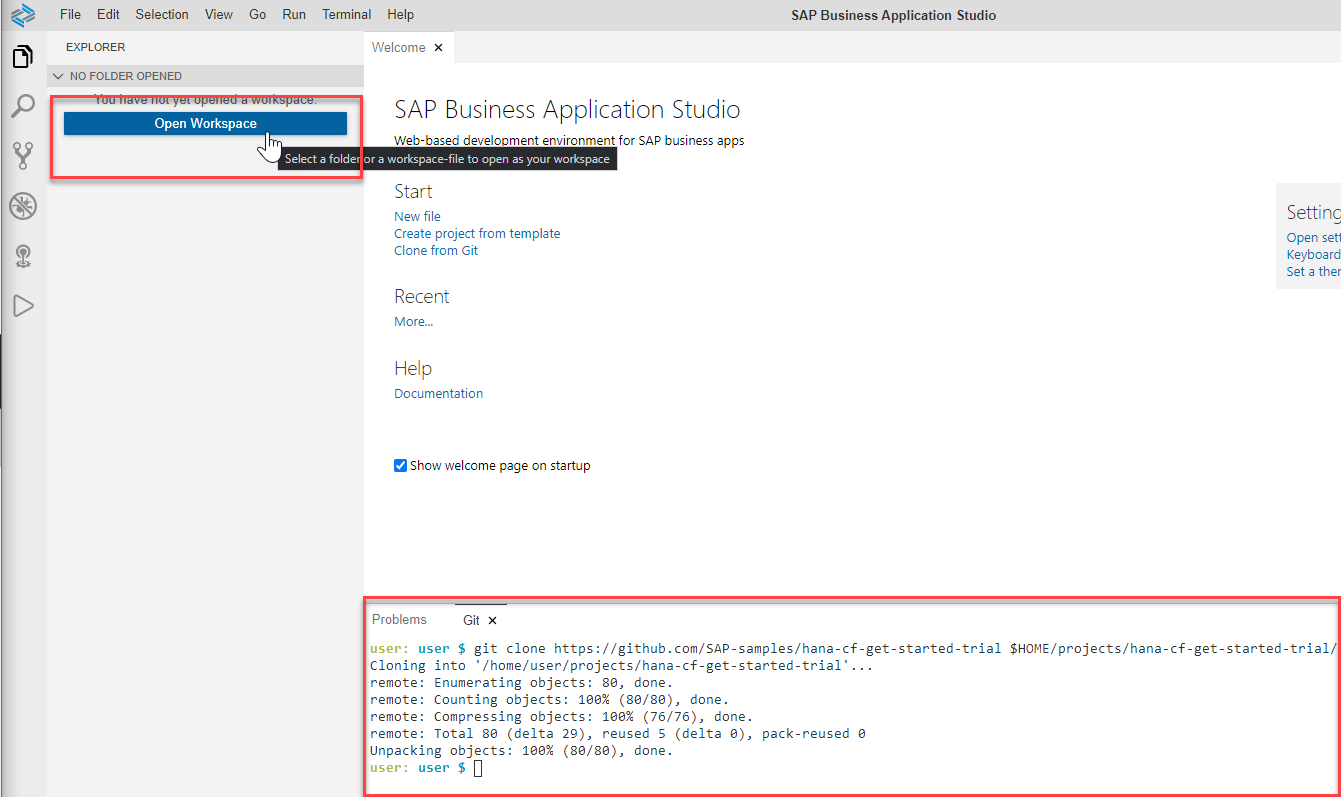 File Edit Selection View Go Run Terminal Help
SAP Business Application Studio
EXPLORER
NO FOLDER OPENED
You have not yet opened a workspace.
Open Workspace
Select a folder or a workspace-file to open as your workspace
Welcome
SAP Business Application Studio
Web-based development environment for SAP business apps
Start
New file
Create project from template
Clone from Git
Recent
More...
Help
Documentation
Show welcome page on startup
Setting
Open sett
Keyboard
Set a ther
Problems Git
user: user $ git clone https://github.com/SAP-samples/hana-cf-get-started-trial $HOME/projects/hana-cf-get-started-trial/
Cloning into '/home/user/projects/hana-cf-get-started-trial'...
remote: Enumerating objects: 80, done.
remote: Counting objects: 100% (80/80), done.
remote: Compressing objects: 100% (76/76), done.
remote: Total 80 (delta 29), reused 5 (delta 0), pack-reused 0
Unpacking objects: 100% (80/80), done.
user: user $